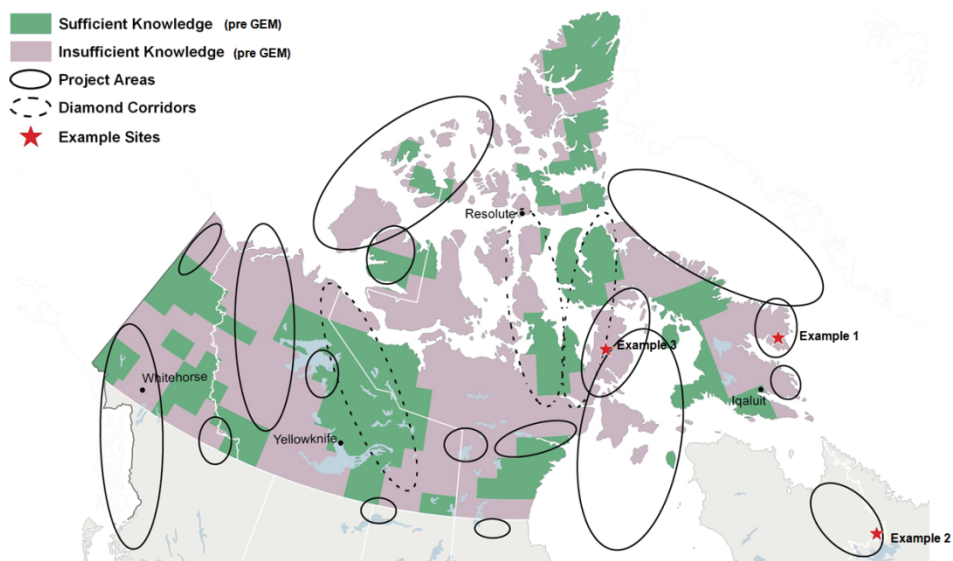 Sufficient Knowledge (pre GEM)
Insufficient Knowledge (pre GEM)
Project Areas
Diamond Corridors
Example Sites
Resolute
Example 1
Example 3
Whitehorse
Iqaluit
Yellowknife
Example 2